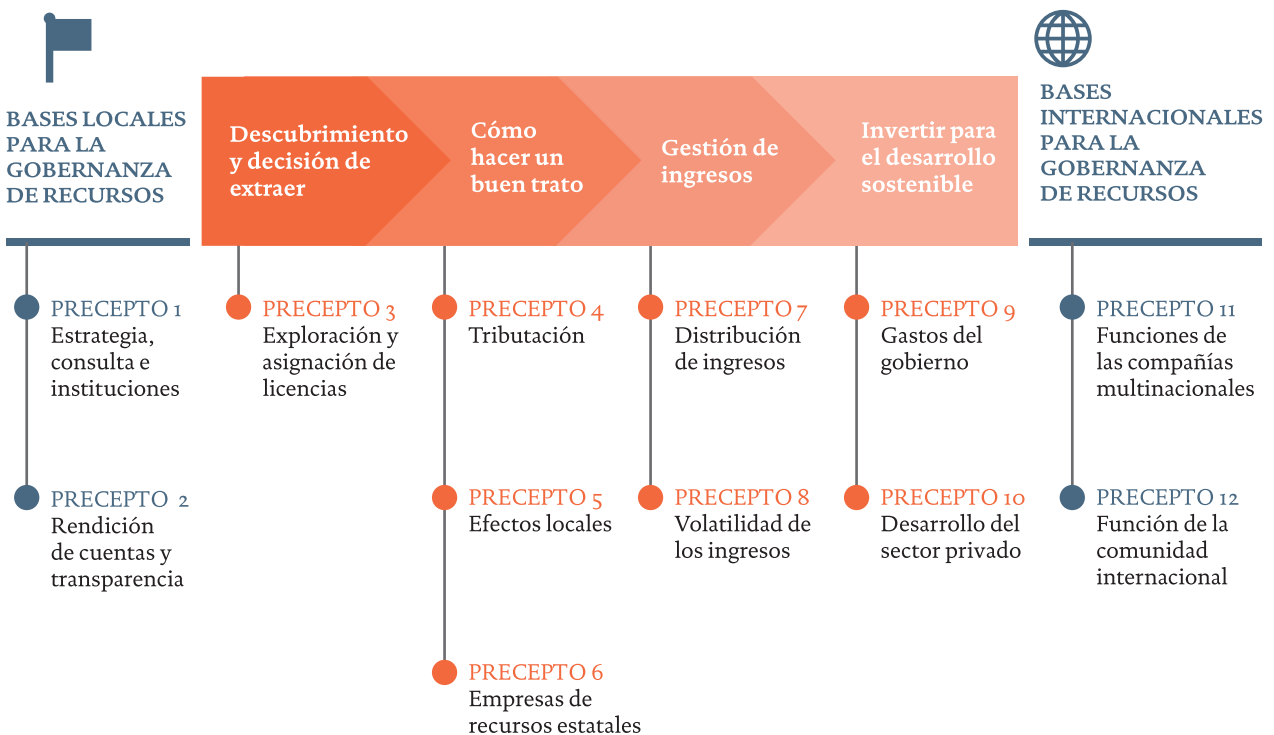 BASES LOCALES
PARA LA
GOBERNANZA
DE RECURSOS
Descubrimiento
y decisión de
extraer
Cómo
hacer un
buen trato
Gestión de
ingresos
Invertir para
el desarrollo
sostenible
BASES
INTERNACIONALES
PARA LA
GOBERNANZA
DE RECURSOS
PRECEPTO 1
Estrategia,
consulta e
instituciones
PRECEPTO 2
Rendición
de cuentas y
transparencia
PRECEPTO 3
Exploración y
asignación de
licencias
PRECEPTO 4
Tributación
PRECEPTO 5
Efectos locales
PRECEPTO 6
Empresas de
recursos estatales
PRECEPTO 7
Distribución
de ingresos
PRECEPTO 8
Volatilidad de
los ingresos
PRECEPTO 9
Gastos del
gobierno
PRECEPTO 10
Desarrollo del
sector privado
PRECEPTO 11
Funciones de
las compañías
multinacionales
PRECEPTO 12
Función de la
comunidad
internacional